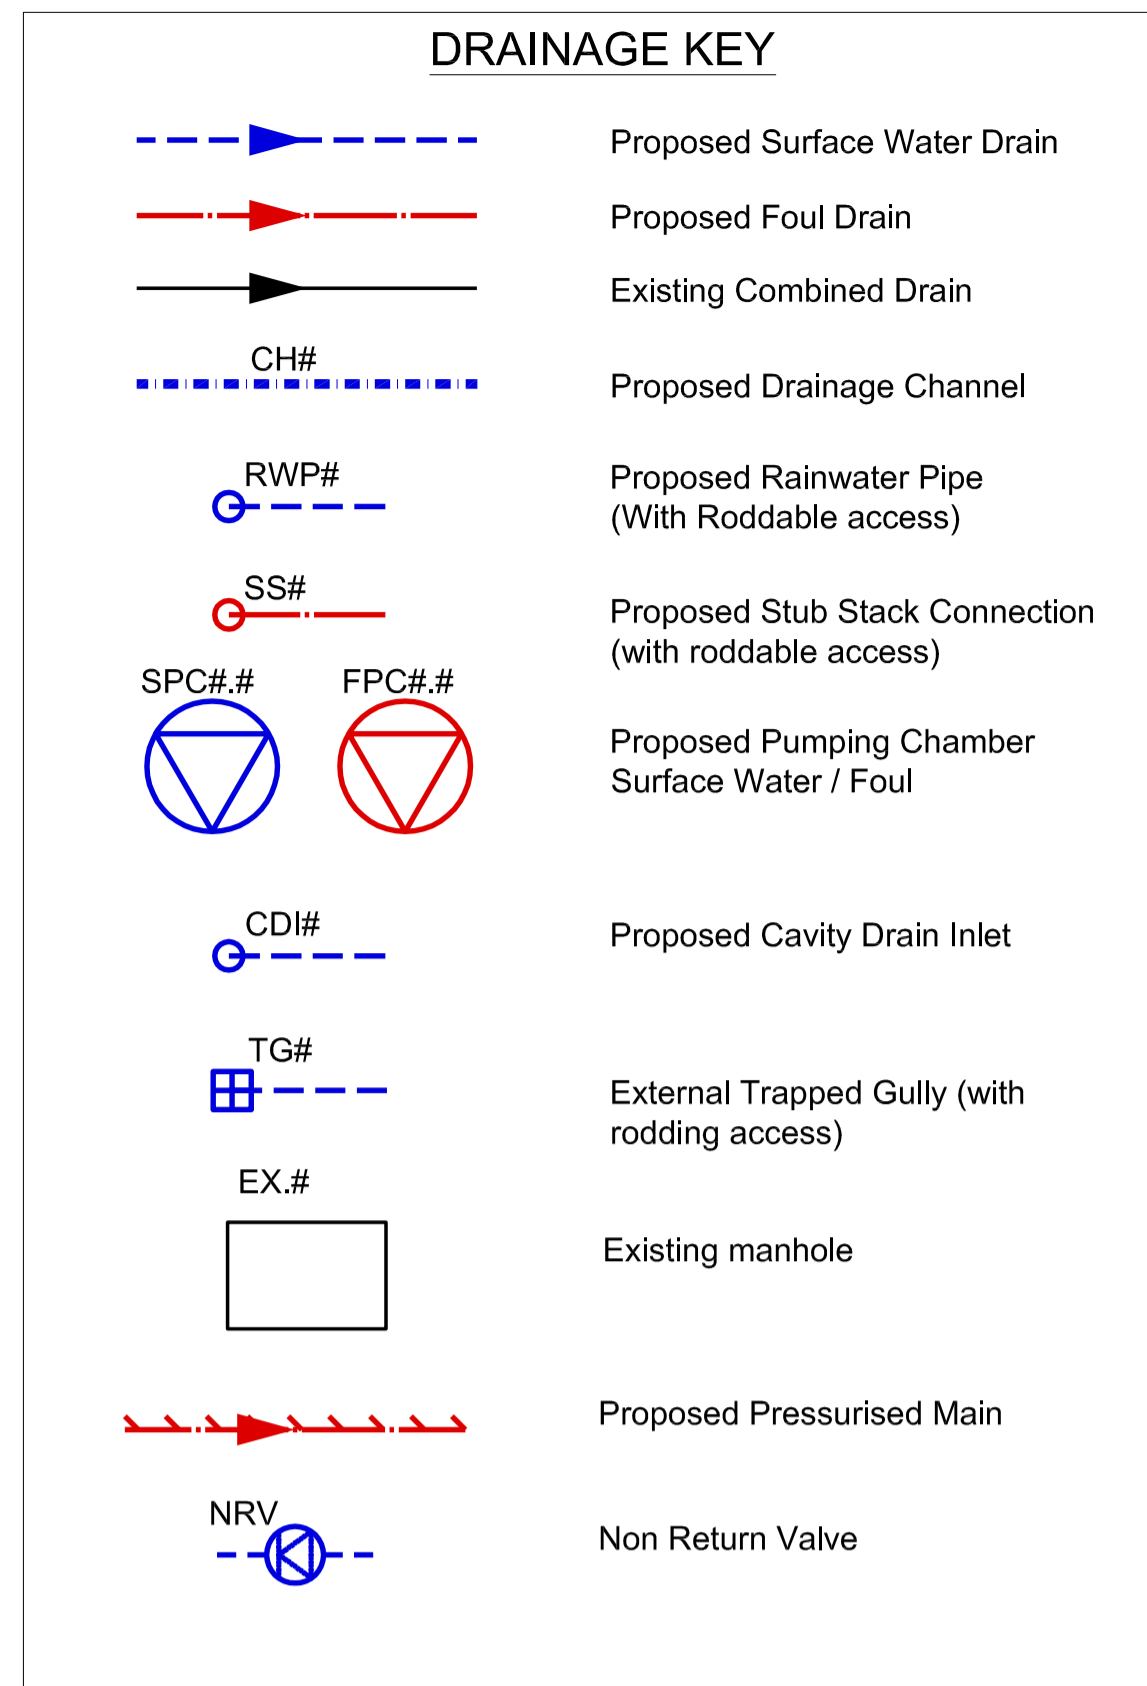 DRAINAGE KEY
Proposed Surface Water Drain
Proposed Foul Drain
Existing Combined Drain
CH#
Proposed Drainage Channel
RWP#
Proposed Rainwater Pipe
(With Roddable access)
SS#
Proposed Stub Stack Connection
(with roddable access)
SPC#.# FPC#.#
Proposed Pumping Chamber
Surface Water / Foul
CDI#
Proposed Cavity Drain Inlet
TG#
External Trapped Gully (with
rodding access)
EX.#
Existing manhole
Proposed Pressurised Main
NRV
Non Return Valve